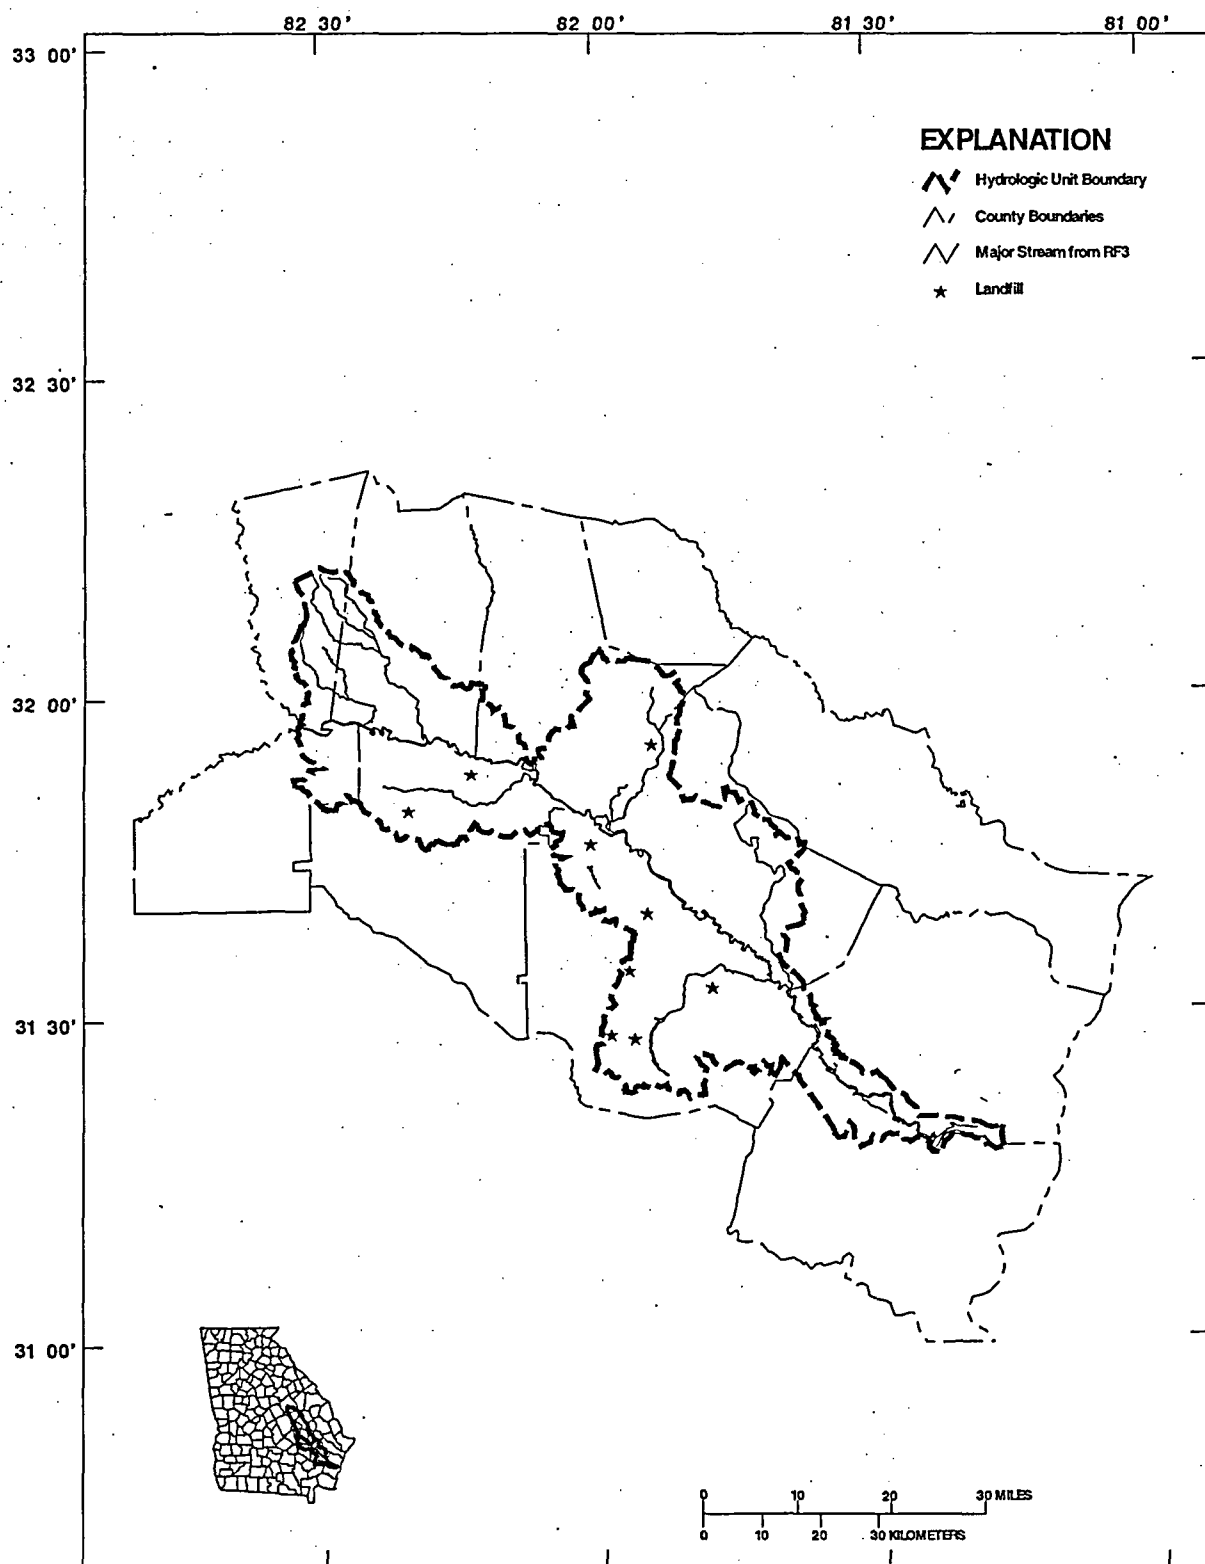 82 30' 82 00' 81 30' 81 00'
33 00'
EXPLANATION
Hydrologic Unit Boundary
County Boundaries
Major Stream from RF3
Landfill
32 30'
32 00'
31 30'
31 00'
0 10 20 30 MILES
0 10 20 30 KILOMETERS